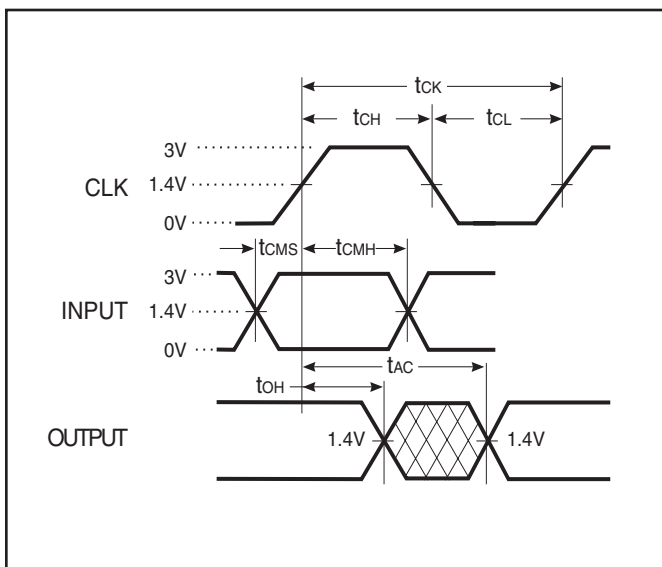 tCK
tCH tCL
3V
CLK 1.4V
0V
tCMS tCMH
3V
INPUT 1.4V
0V
tAC
tOH
OUTPUT 1.4V 1.4V